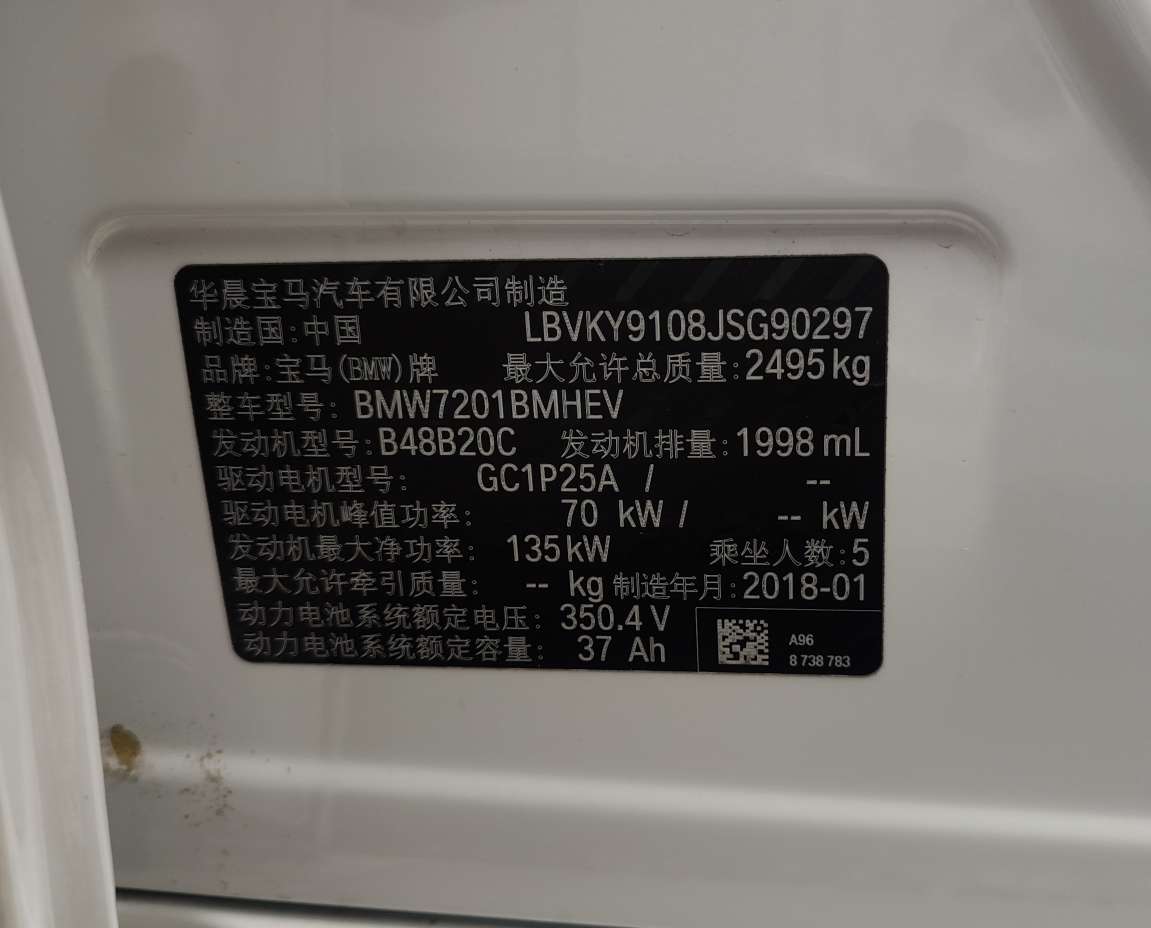 华晨宝马汽车有限公司制造
制造国:中国 LBVKY9108JSG90297
品牌:宝马(BMW)牌 最大允许总质量:2495kg
整车型号: BMW7201BMHEV
发动机型号:B48B20C 发动机排量:1998 mL
驱动电机型号: GC1P25A / --
驱动电机峰值功率: 70 kW / -- kW
发动机最大净功率: 135kW 乘坐人数:5
最大允许牵引质量: -- kg 制造年月:2018-01
动力电池系统额定电压: 350.4 V
动力电池系统额定容量: 37 Ah
A96
8 738 783